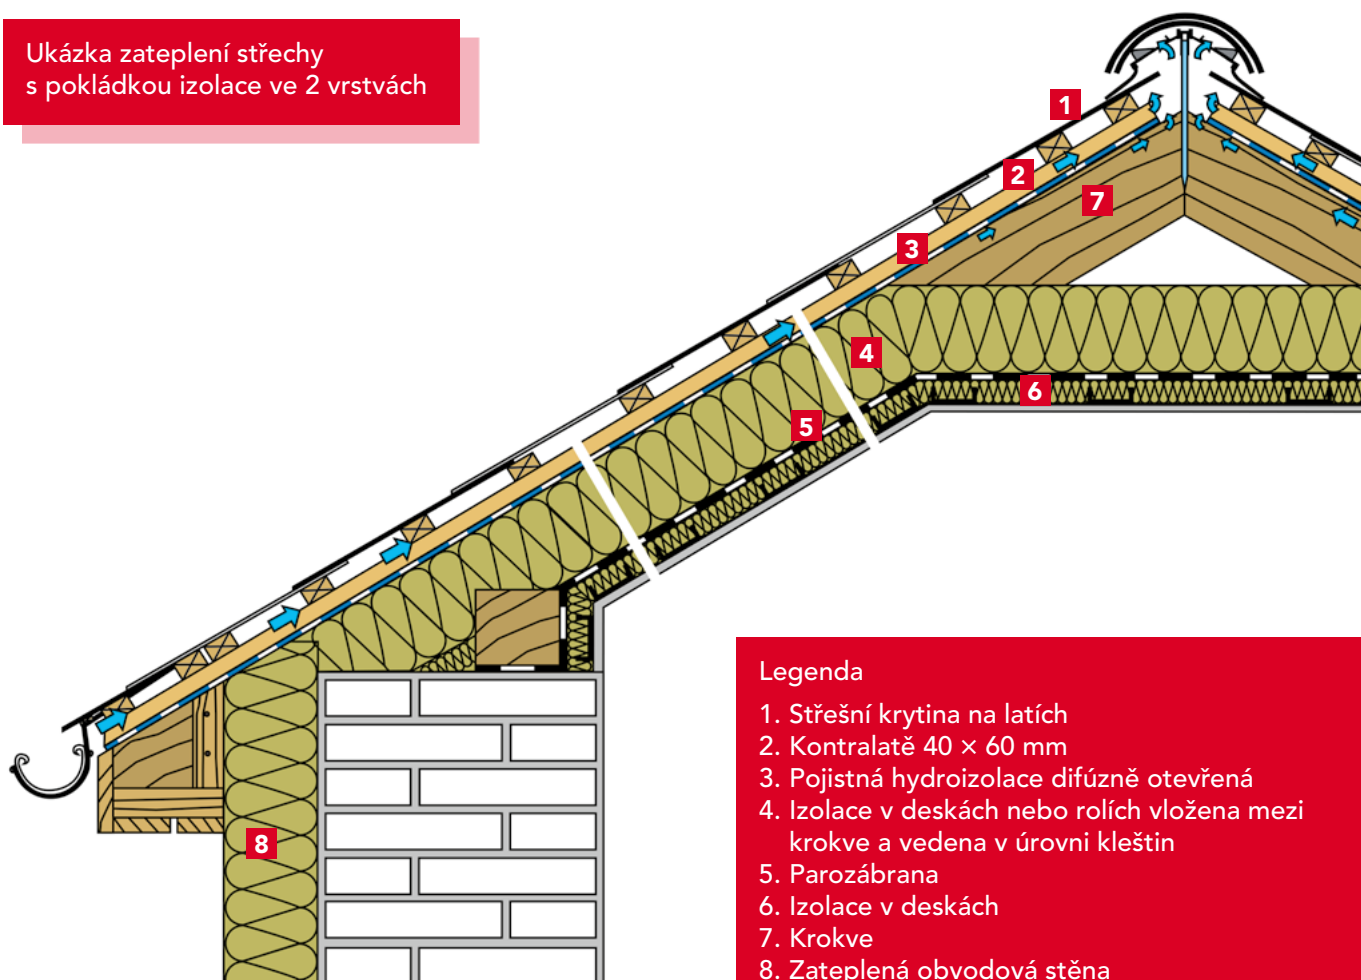 Ukázka zateplení střechy
s pokládkou izolace ve 2 vrstvách
1
2
7
3
4
6
5
8
Legenda
1. Střešní krytina na latích
2. Kontralatě 40 × 60 mm
3. Pojistná hydroizolace difúzně otevřená
4. Izolace v deskách nebo rolích vložena mezi
krokve a vedena v úrovni kleštin
5. Parozábrana
6. Izolace v deskách
7. Krokve
8. Zateplená obvodová stěna